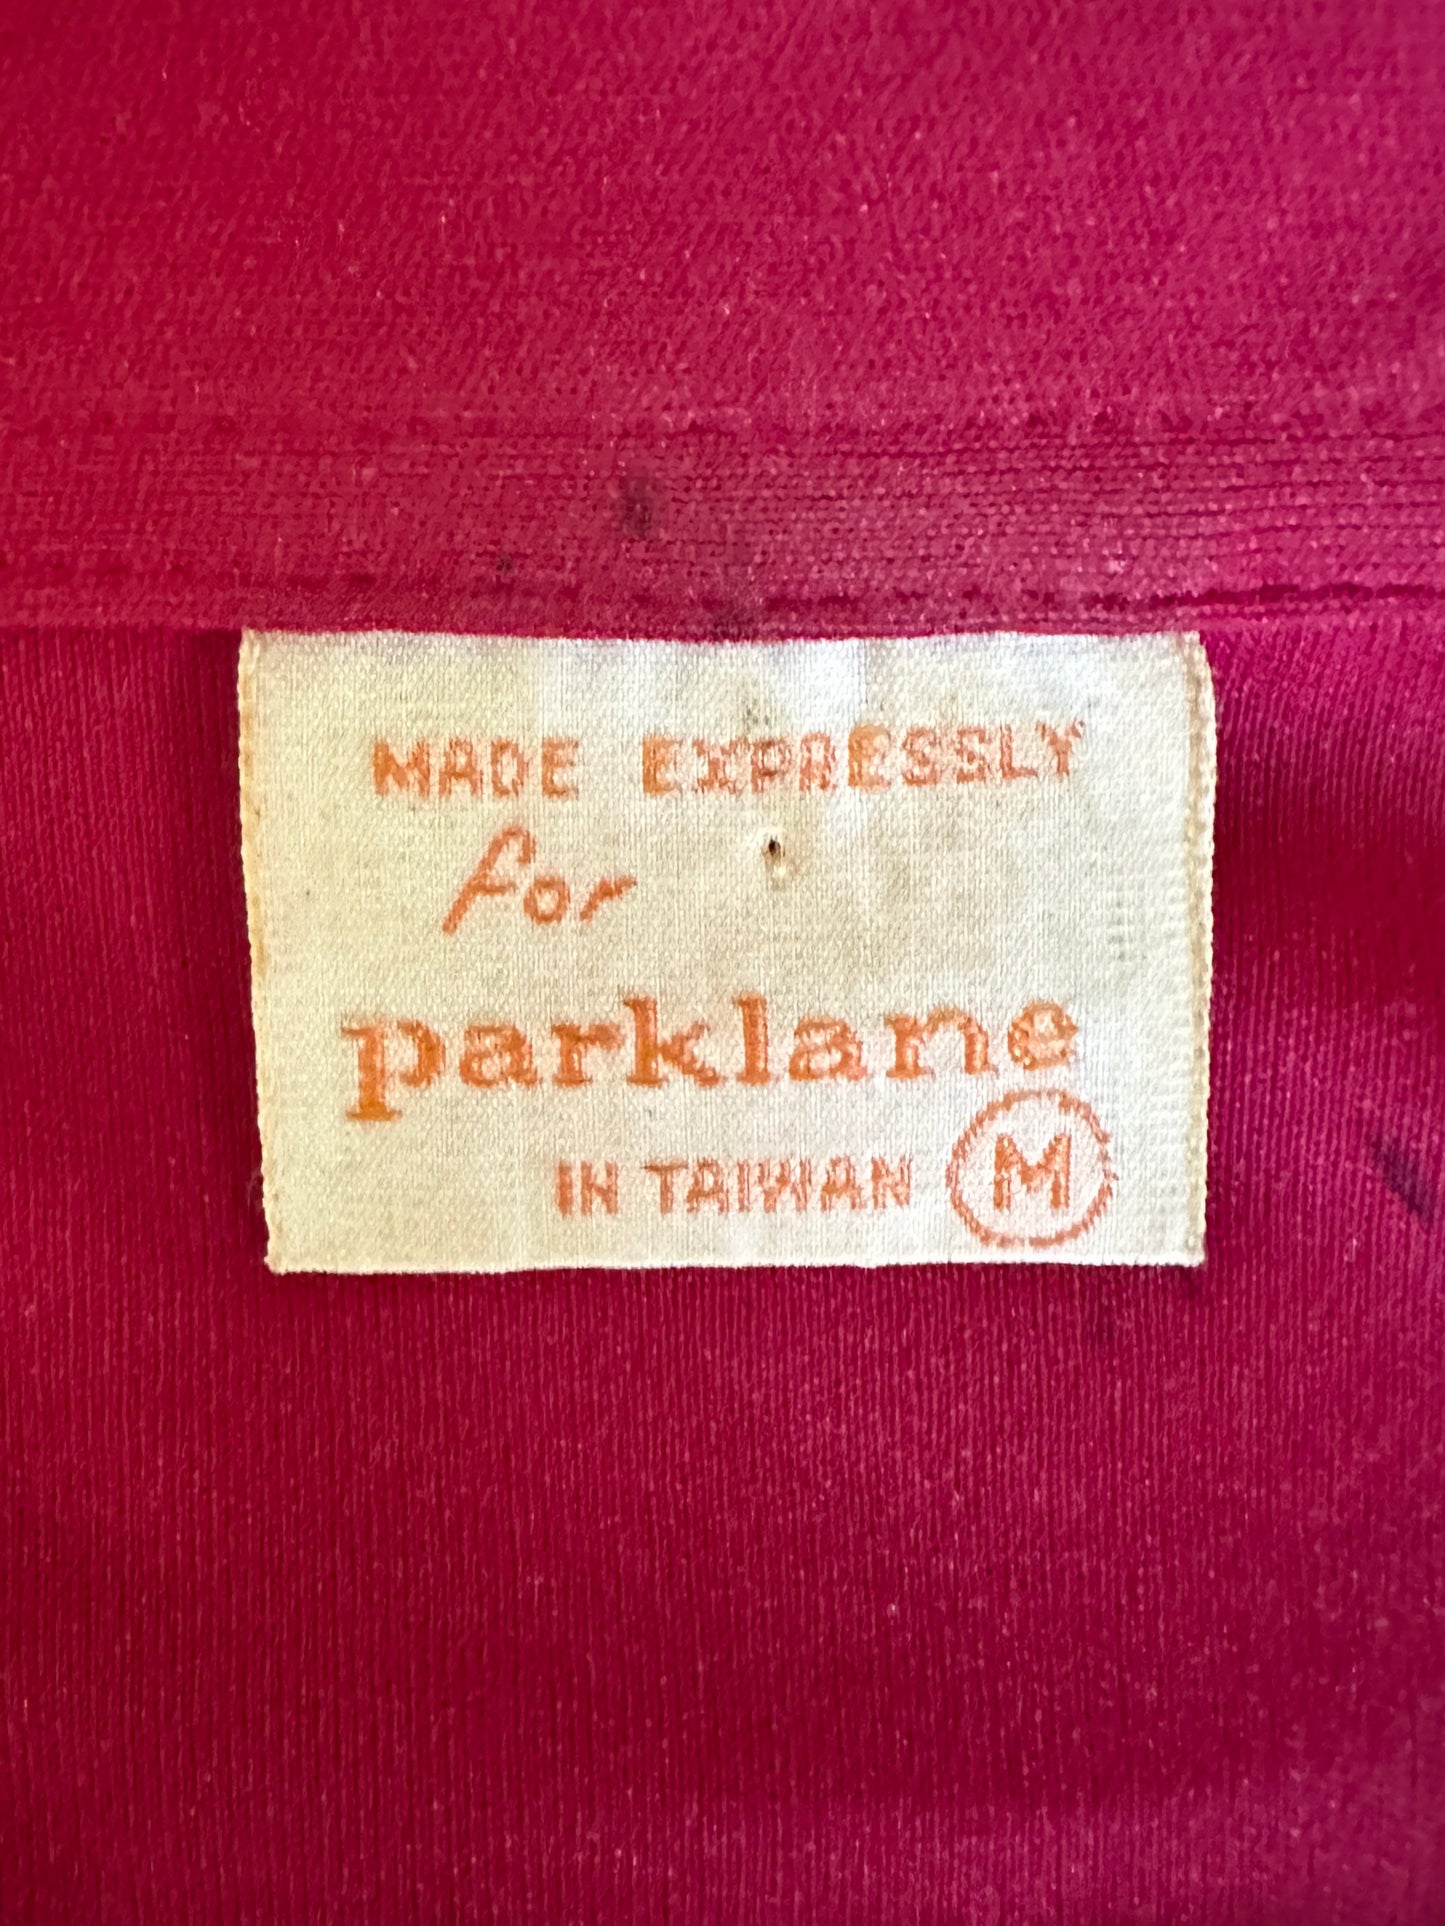 MADE EXPRESSLY
for
parklane
IN TAIWAN M